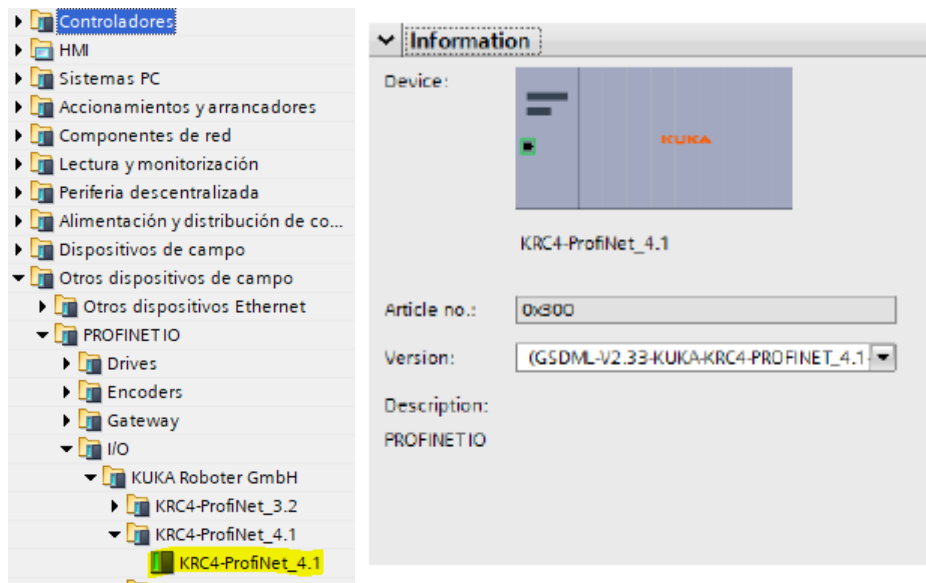 Controladores
HMI
Sistemas PC
Accionamientos y arrancadores
Componentes de red
Lectura y monitorización
Periferia descentralizada
Alimentación y distribución de co...
Dispositivos de campo
Otros dispositivos de campo
Otros dispositivos Ethernet
PROFINET IO
Drives
Encoders
Gateway
I/O
KUKA Roboter GmbH
KRC4-ProfiNet_3.2
KRC4-ProfiNet_4.1
KRC4-ProfiNet_4.1
Information
Device:
KUKA
KRC4-ProfiNet_4.1
Article no.: 0x300
Version: (GSDML-V2.33-KUKA-KRC4-PROFINET_4.1-
Description:
PROFINET IO